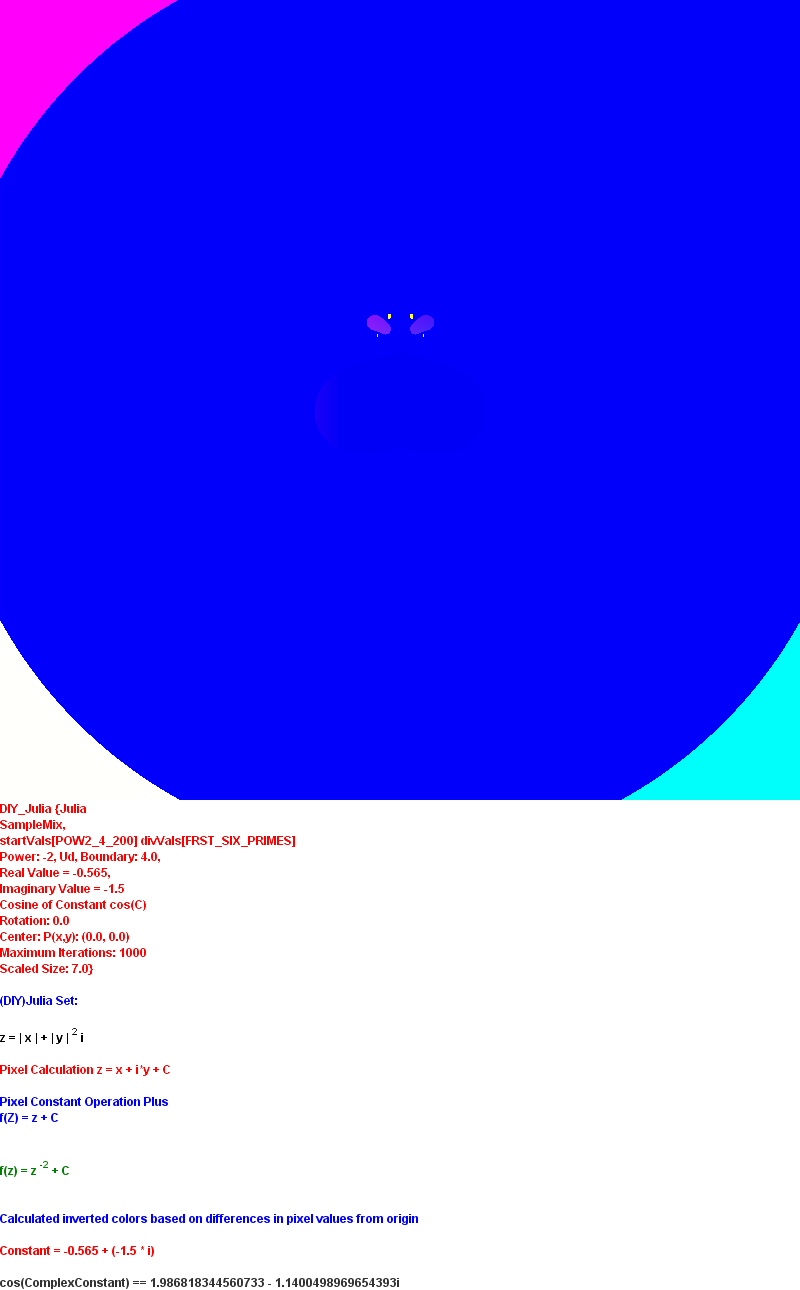 DIY_Julia {Julia
SampleMix,
startVals[POW2_4_200] divVals[FRST_SIX_PRIMES]
Power: -2, Ud, Boundary: 4.0,
Real Value = -0.565,
Imaginary Value = -1.5
Cosine of Constant cos(C)
Rotation: 0.0
Center: P(x,y): (0.0, 0.0)
Maximum Iterations: 1000
Scaled Size: 7.0}
(DIY)Julia Set:
z = | x | + | y | 2 i
Pixel Calculation z = x + i*y + C
Pixel Constant Operation Plus
f(Z) = z + C
f(z) = z -2 + C
Calculated inverted colors based on differences in pixel values from origin
Constant = -0.565 + (-1.5 * i)
cos(ComplexConstant) == 1.986818344560733 - 1.1400498969654393i